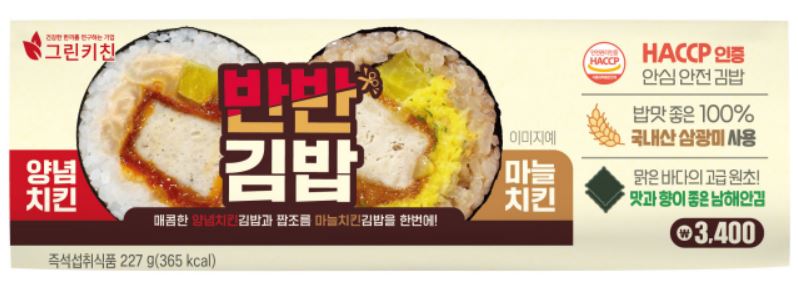 건강한 한끼를 연구하는 기업
그린키친
반반
김밥
이미지예
양념
치킨
마늘
치킨
매콤한 양념치킨김밥과 짭조름 마늘치킨김밥을 한번에!
즉석섭취식품 227 g(365 kcal)
HACCP
HACCP 인증
안심 안전 김밥
밥맛 좋은 100%
국내산 삼광미 사용
맑은 바다의 고급 원초!
맛과 향이 좋은 남해안김
₩3,400